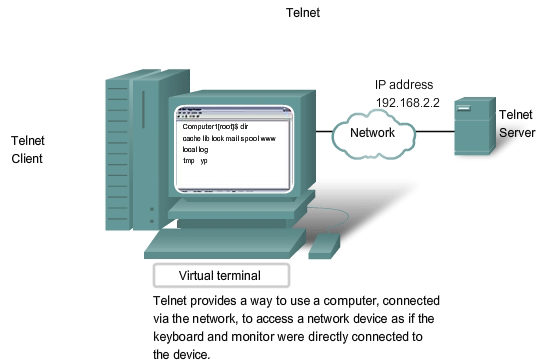 Telnet
IP address
192.168.2.2
Telnet
Client
Computer1[root]$ dir
cache lib lock mail spool www
local log
tmp yp
Network
Telnet
Server
Virtual terminal
Telnet provides a way to use a computer, connected
via the network, to access a network device as if the
keyboard and monitor were directly connected to
the device.